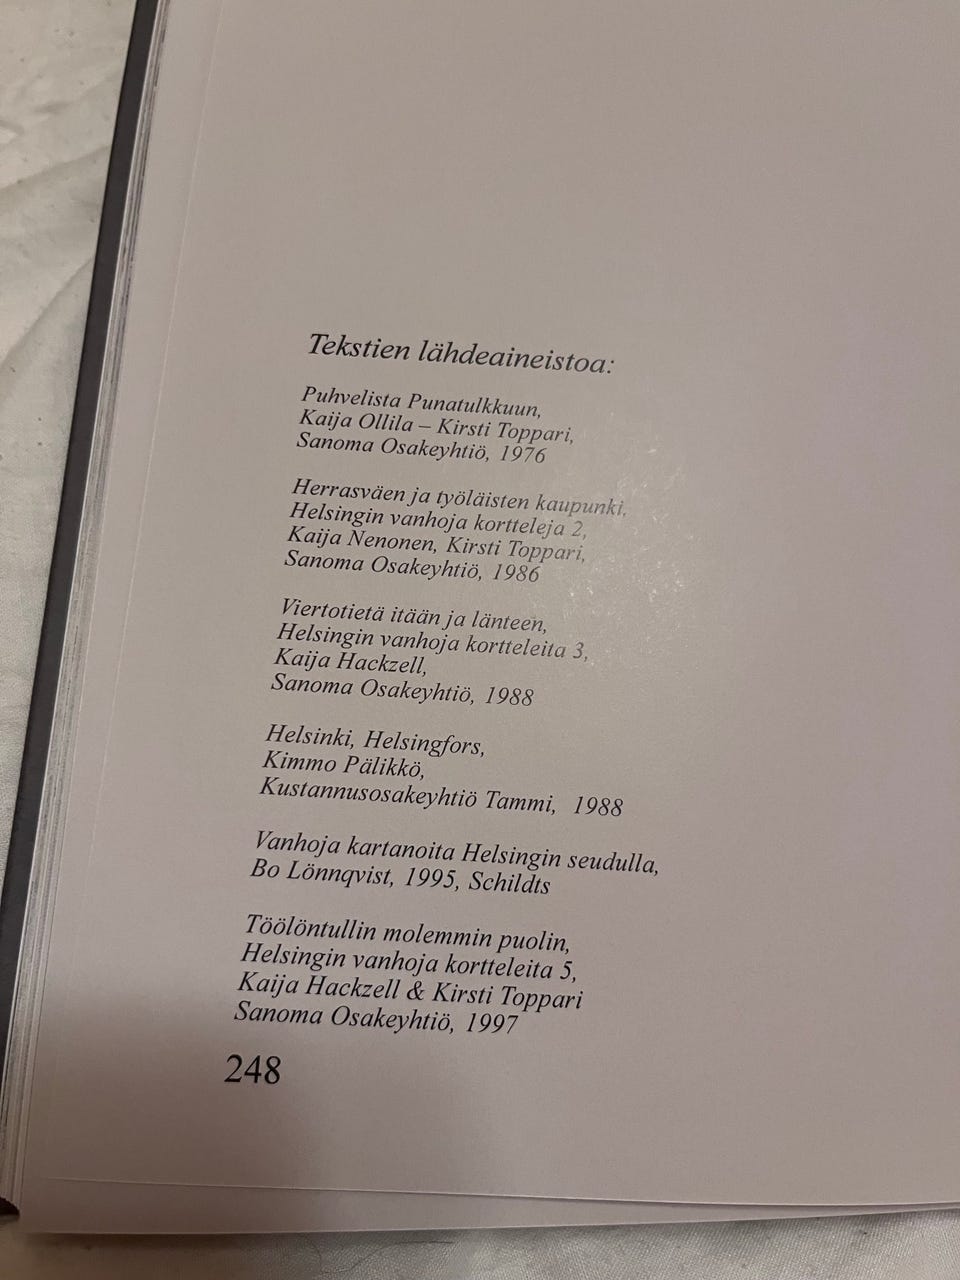 Tekstien lähdeaineistoa:
Puhvelista Punatulkkuun,
Kaija Ollila – Kirsti Toppari,
Sanoma Osakeyhtiö, 1976
Herrasväen ja työläisten kaupunki,
Helsingin vanhoja kortteleja 2,
Kaija Nenonen, Kirsti Toppari,
Sanoma Osakeyhtiö, 1986
Viertotietä itään ja länteen,
Helsingin vanhoja kortteleita 3,
Kaija Hackzell,
Sanoma Osakeyhtiö, 1988
Helsinki, Helsingfors,
Kimmo Pälikkö,
Kustannusosakeyhtiö Tammi, 1988
Vanhoja kartanoita Helsingin seudulla,
Bo Lönnqvist, 1995, Schildts
Töölöntullin molemmin puolin,
Helsingin vanhoja kortteleita 5,
Kaija Hackzell & Kirsti Toppari
Sanoma Osakeyhtiö, 1997
248